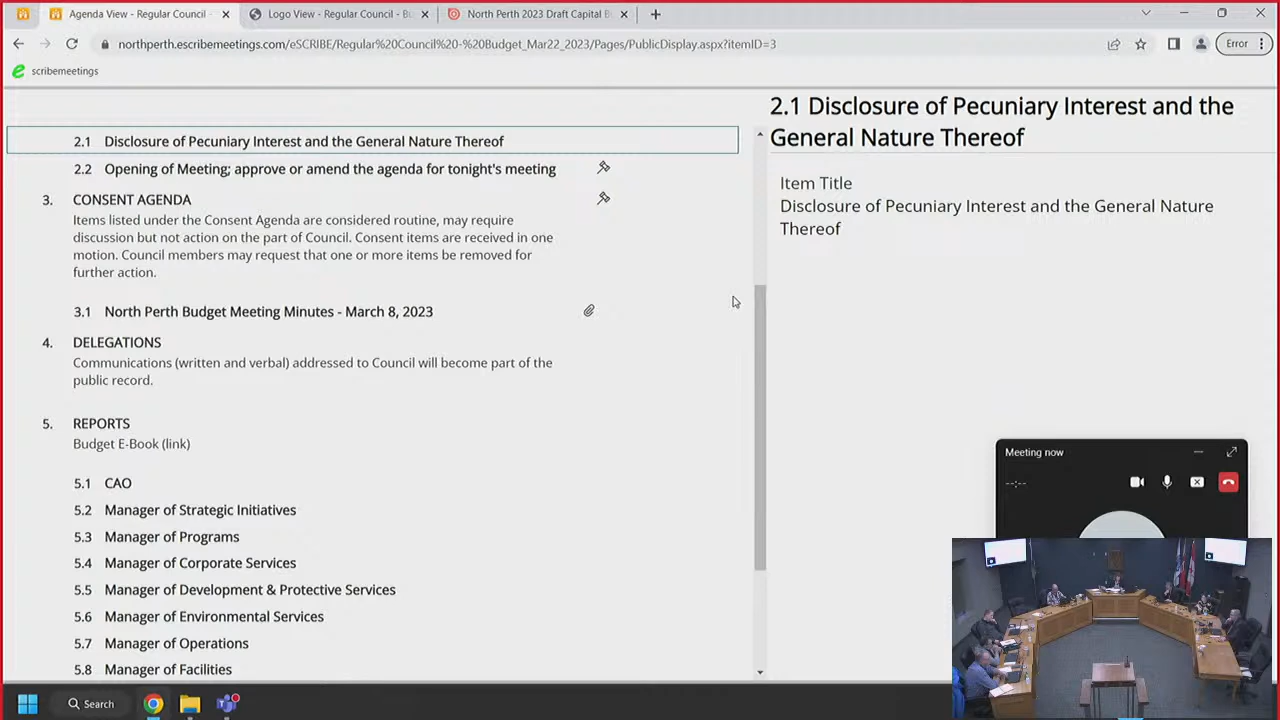 Agenda View - Regular Council -
Logo View - Regular Council - Bu
North Perth 2023 Draft Capital B
northperth.escribemeetings.com/eSCRIBE/Regular%20Council%20-%20Budget_Mar22_2023/Pages/PublicDisplay.aspx?itemID=3
Error
scribemeetings
2.1 Disclosure of Pecuniary Interest and the General Nature Thereof
2.2 Opening of Meeting; approve or amend the agenda for tonight's meeting
3. CONSENT AGENDA
Items listed under the Consent Agenda are considered routine, may require
discussion but not action on the part of Council. Consent items are received in one
motion. Council members may request that one or more items be removed for
further action.
3.1 North Perth Budget Meeting Minutes - March 8, 2023
4. DELEGATIONS
Communications (written and verbal) addressed to Council will become part of the
public record.
5. REPORTS
Budget E-Book (link)
5.1 CAO
5.2 Manager of Strategic Initiatives
5.3 Manager of Programs
5.4 Manager of Corporate Services
5.5 Manager of Development & Protective Services
5.6 Manager of Environmental Services
5.7 Manager of Operations
5.8 Manager of Facilities
2.1 Disclosure of Pecuniary Interest and the
General Nature Thereof
Item Title
Disclosure of Pecuniary Interest and the General Nature
Thereof
Meeting now
--:--
Search